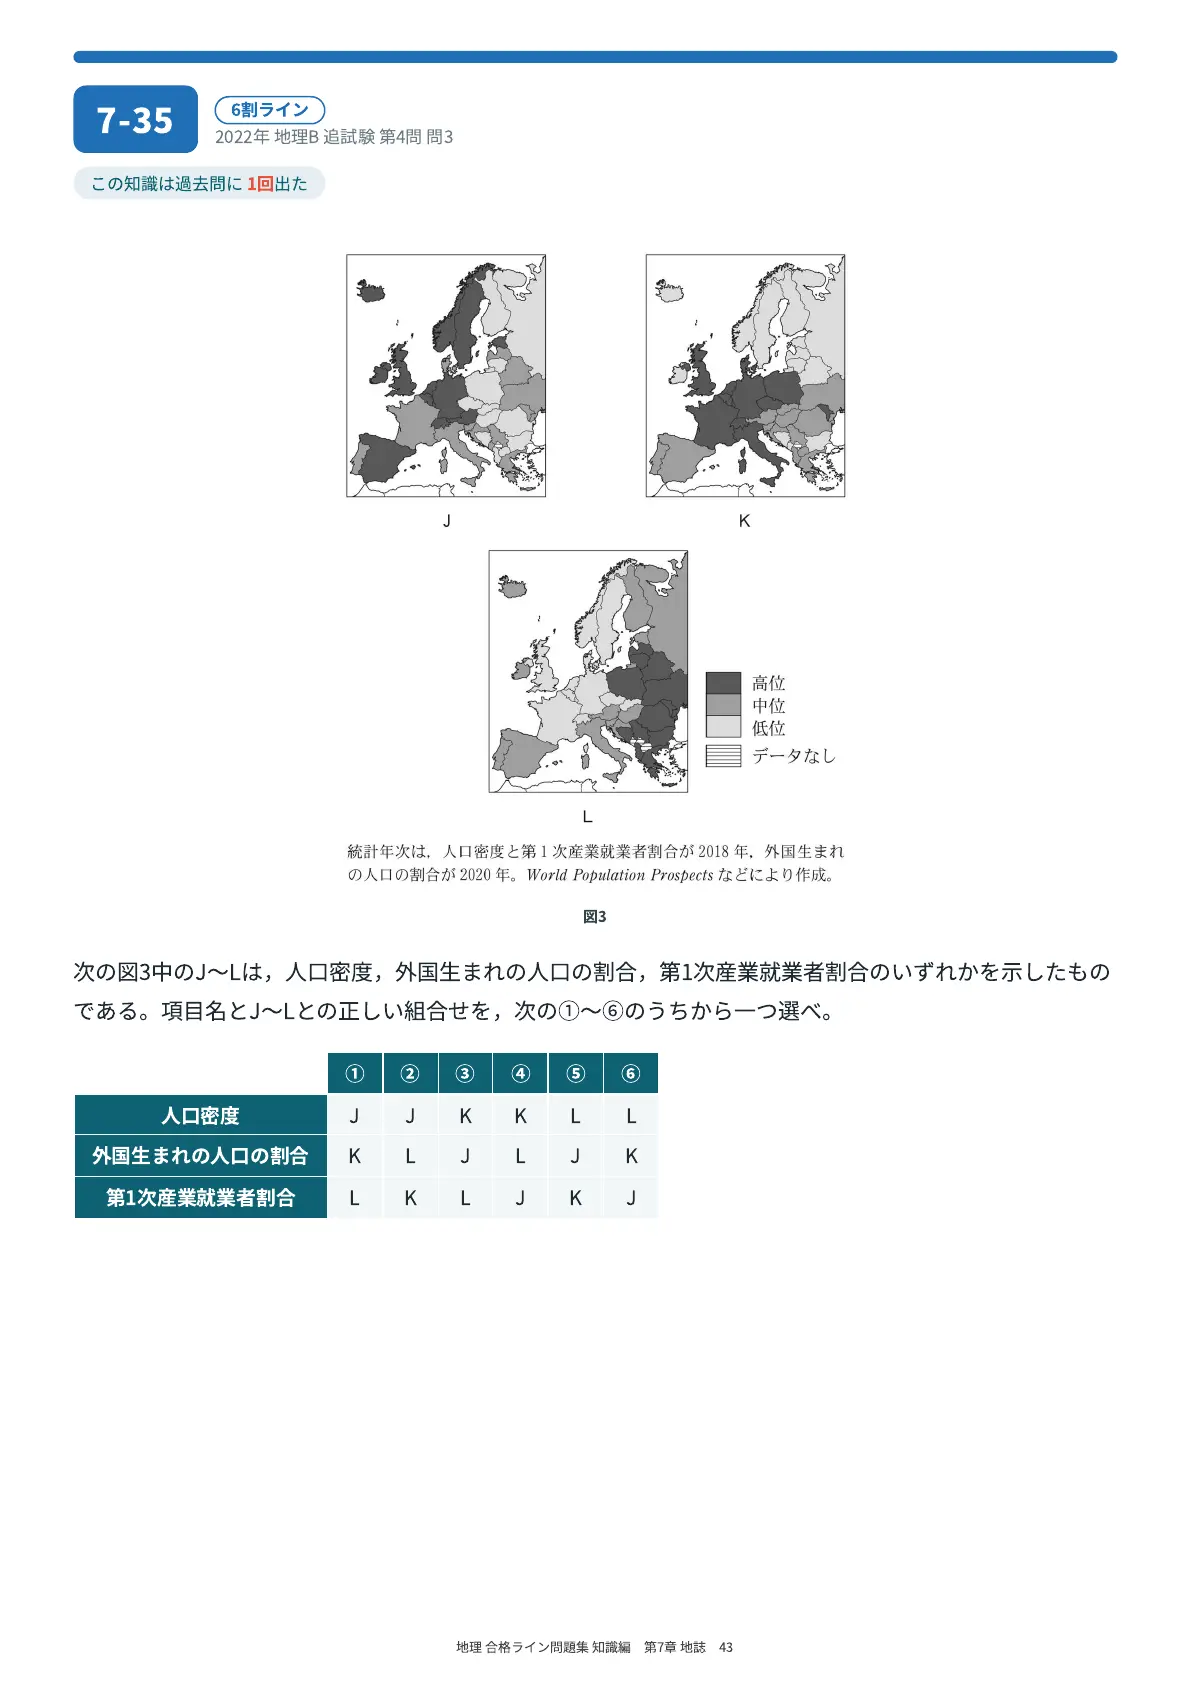 7-35
6割ライン
2022年 地理B 追試験 第4問 問3
この知識は過去問に 1回出た
J
K
高位
中位
低位
データなし
L
統計年次は，人口密度と第1次産業就業者割合が2018年，外国生まれ
の人口の割合が2020年。World Population Prospectsなどにより作成。
図3
次の図3中のJ〜Lは，人口密度，外国生まれの人口の割合，第1次産業就業者割合のいずれかを示したもの
である。項目名とJ〜Lとの正しい組合せを，次の①〜⑥のうちから一つ選べ。
① ② ③ ④ ⑤ ⑥
人口密度 J J K K L L
外国生まれの人口の割合 K L J L J K
第1次産業就業者割合 L K L J K J
地理 合格ライン問題集 知識編 第7章 地誌 43